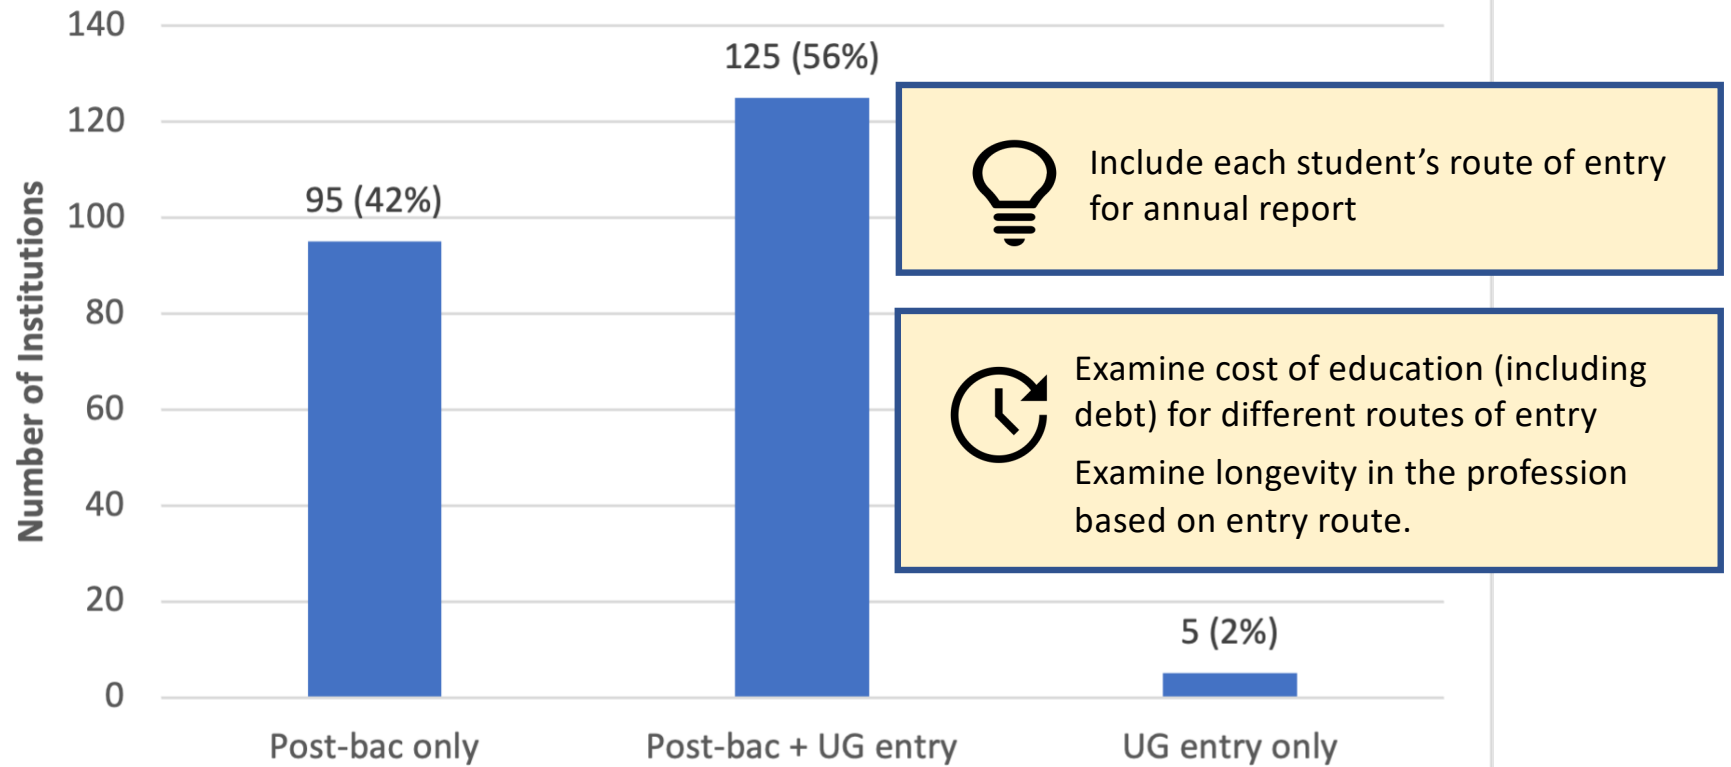 140
125 (56%)
120
95 (42%)
100
80
60
40
20
5 (2%)
0
Number of Institutions
Post-bac only
Post-bac + UG entry
UG entry only
Include each student’s route of entry
for annual report
Examine cost of education (including
debt) for different routes of entry
Examine longevity in the profession
based on entry route.